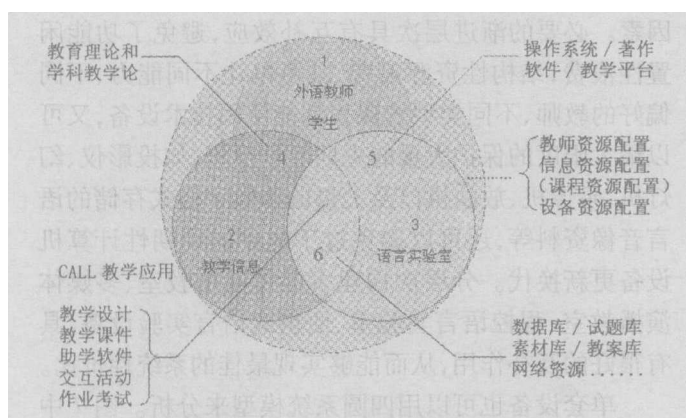 教育理论和
学科教学论
操作系统 / 著作
软件 / 教学平台
1
外语教师
学生
4
5
教师资源配置
信息资源配置
(课程资源配置)
设备资源配置
2
教学信息
3
语言实验室
6
CALL 教学应用
教学设计
教学课件
助学软件
交互活动
作业考试
数据库 / 试题库
素材库 / 教案库
网络资源……